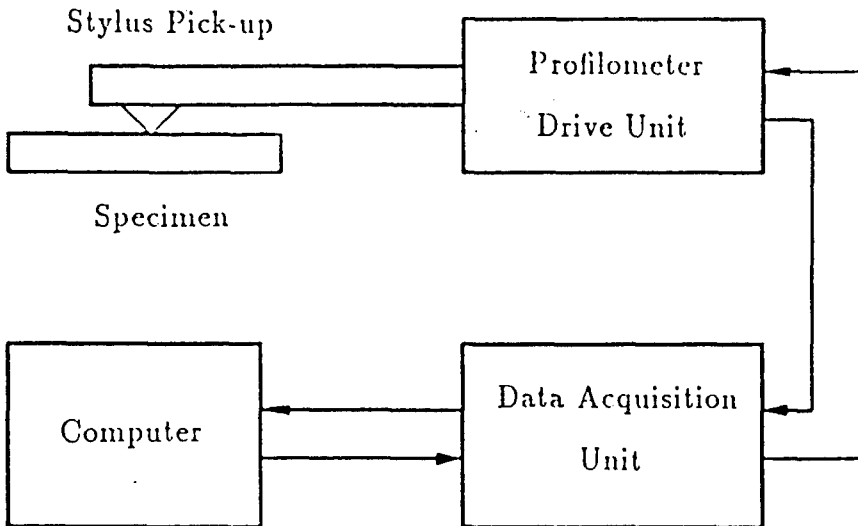 Stylus Pick-up
Profilometer
Drive Unit
Specimen
Computer
Data Acquisition
Unit